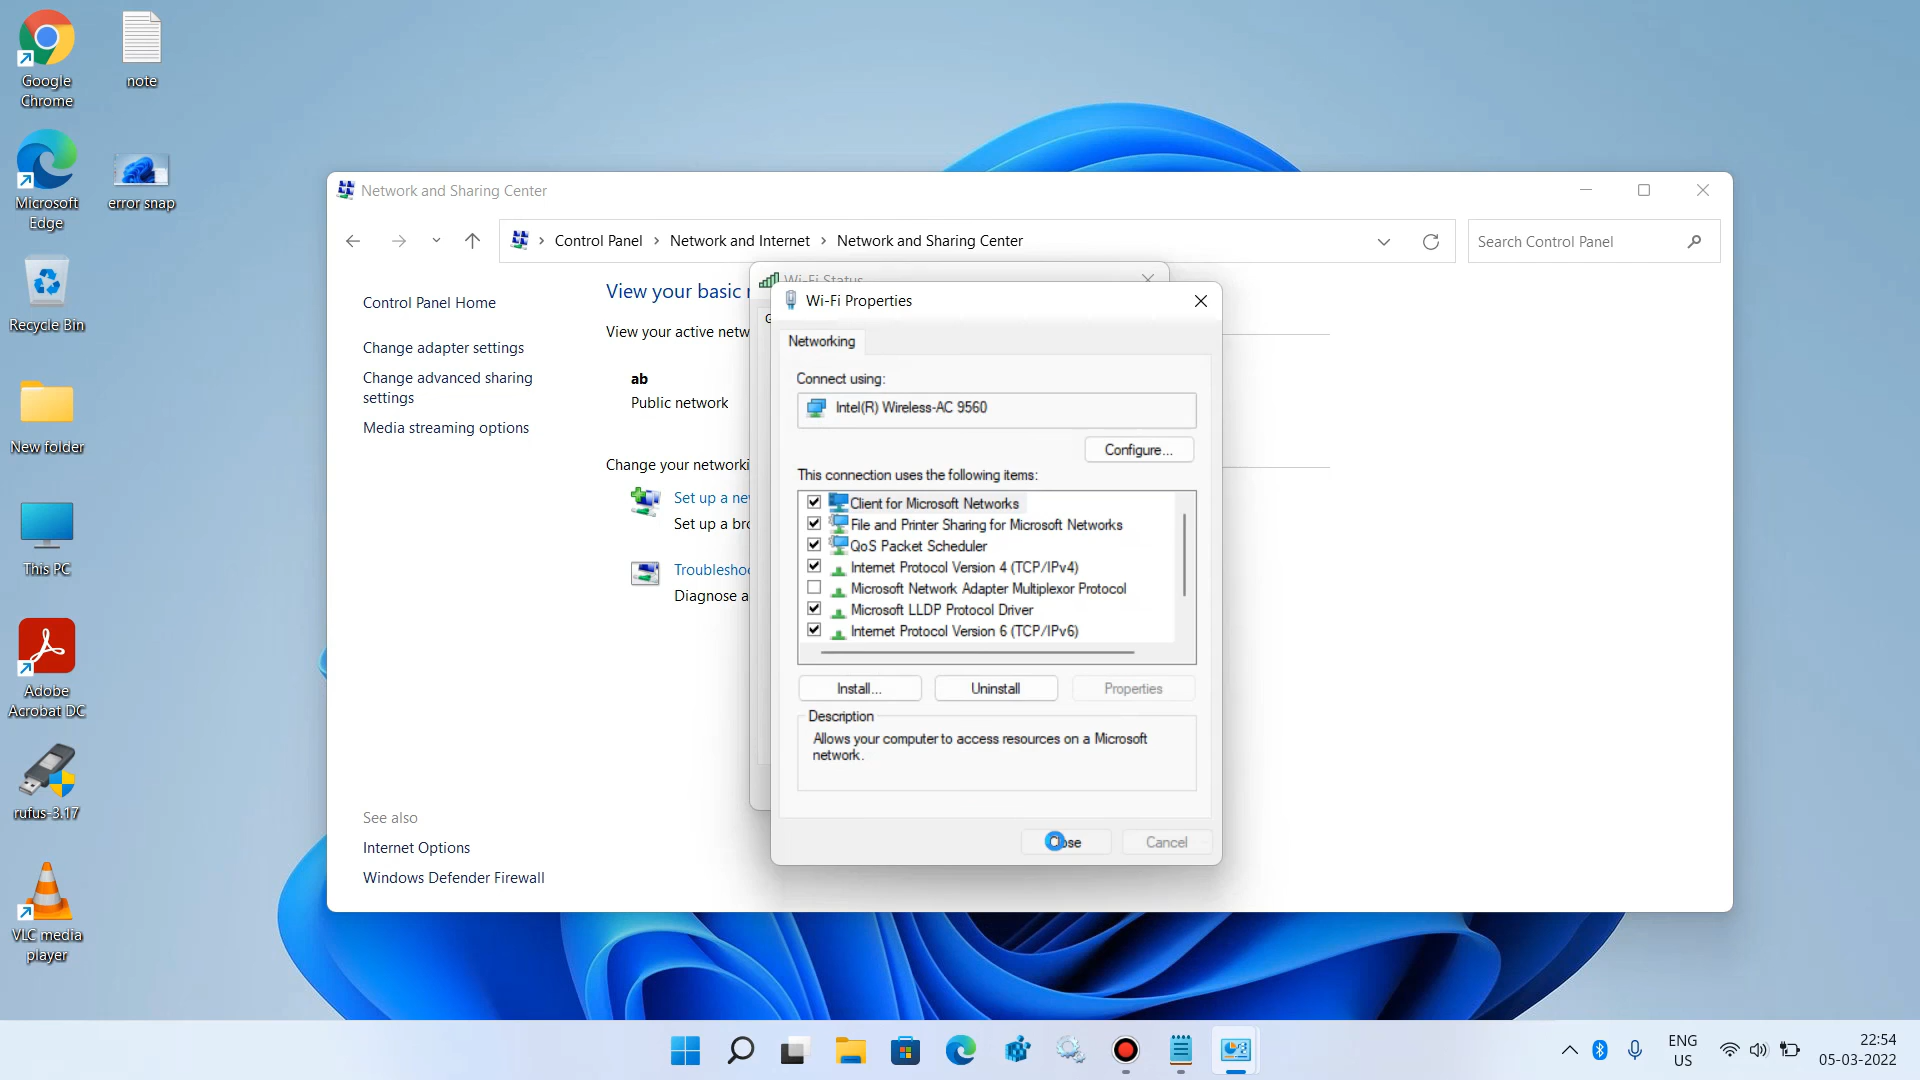 Google
Chrome
note
Microsoft
Edge
error snap
Recycle Bin
New folder
This PC
Adobe
Acrobat DC
rufus-3.17
VLC media
player
Network and Sharing Center
Control Panel
Network and Internet
Network and Sharing Center
Search Control Panel
Control Panel Home
Change adapter settings
Change advanced sharing
settings
Media streaming options
See also
Internet Options
Windows Defender Firewall
View your basic
View your active netw
ab
Public network
Change your networki
Set up a ne
Set up a bro
Troubleshoo
Diagnose a
Wi-Fi Status
Wi-Fi Properties
Networking
Connect using:
Intel(R) Wireless-AC 9560
Configure...
This connection uses the following items:
Client for Microsoft Networks
File and Printer Sharing for Microsoft Networks
QoS Packet Scheduler
Internet Protocol Version 4 (TCP/IPv4)
Microsoft Network Adapter Multiplexor Protocol
Microsoft LLDP Protocol Driver
Internet Protocol Version 6 (TCP/IPv6)
Install...
Uninstall
Properties
Description
Allows your computer to access resources on a Microsoft
network.
Close
Cancel
ENG
US
22:54
05-03-2022